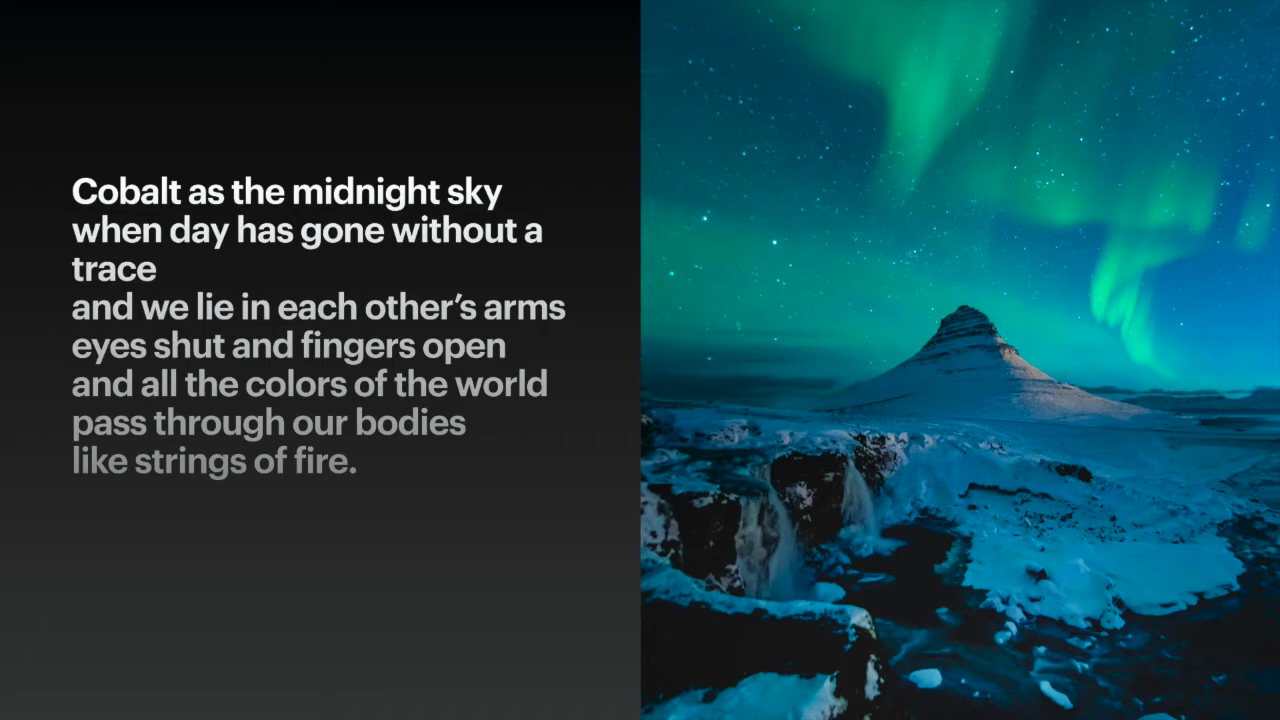 Cobalt as the midnight sky
when day has gone without a
trace
and we lie in each other’s arms
eyes shut and fingers open
and all the colors of the world
pass through our bodies
like strings of fire.